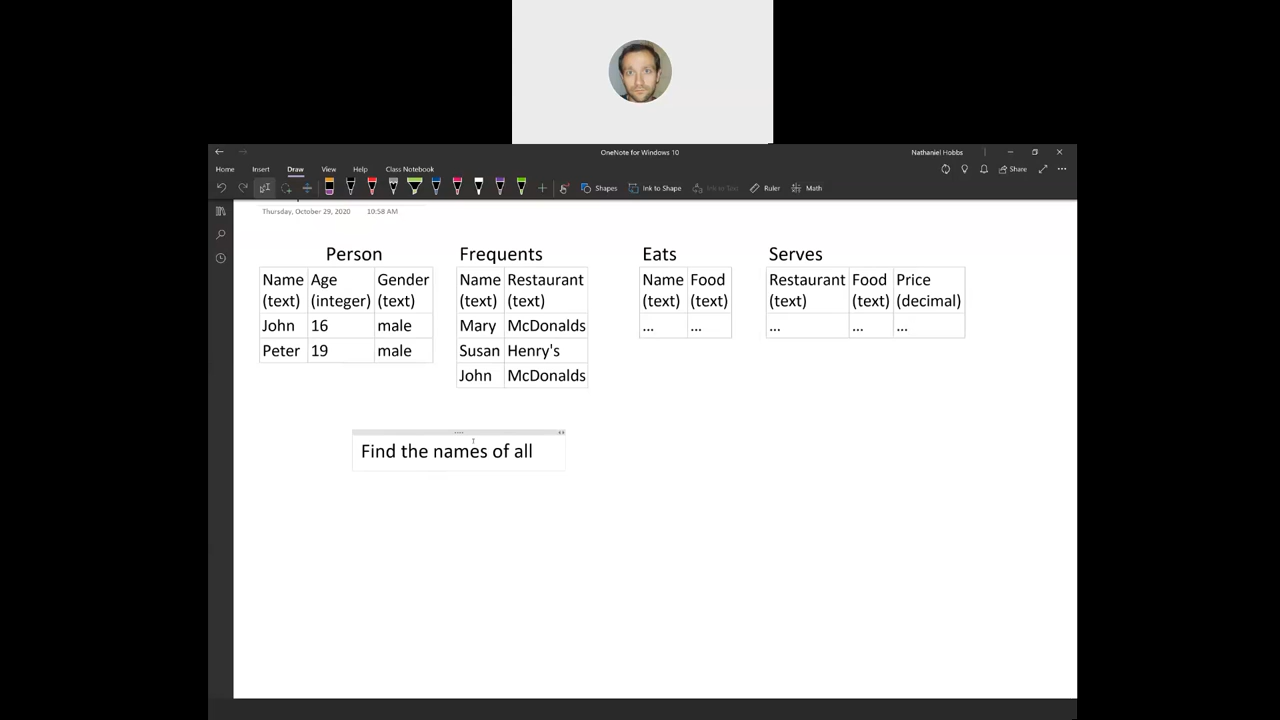 OneNote for Windows 10
Nathaniel Hobbs
Home Insert Draw View Help Class Notebook
Share
Shapes Ink to Shape Ink to Text Ruler Math
Thursday, October 29, 2020 10:58 AM
Person
Name (text) Age (integer) Gender (text)
John 16 male
Peter 19 male
Frequents
Name (text) Restaurant (text)
Mary McDonalds
Susan Henry's
John McDonalds
Eats
Name (text) Food (text)
... ...
Serves
Restaurant (text) Food (text) Price (decimal)
... ... ...
Find the names of all